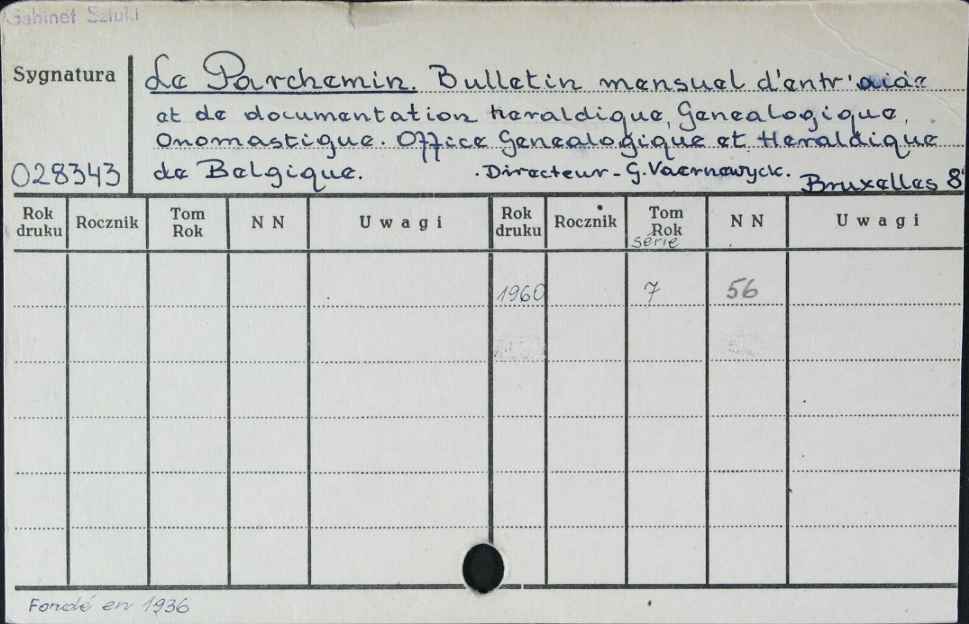 Gabinet Sztuki
Sygnatura
Le Parchemin. Bulletin mensuel d'entr'aide
et de documentation heraldique, Genealogique,
Onomastique. Office Genealogique et Heraldique
028343 de Belgique. . Directeur - G. Vaernewyck. Bruxelles 8°
Rok druku Rocznik Tom Rok N N U w a g i Rok druku Rocznik Tom Rok série N N U w a g i
1960 7 56
Fondé en 1936